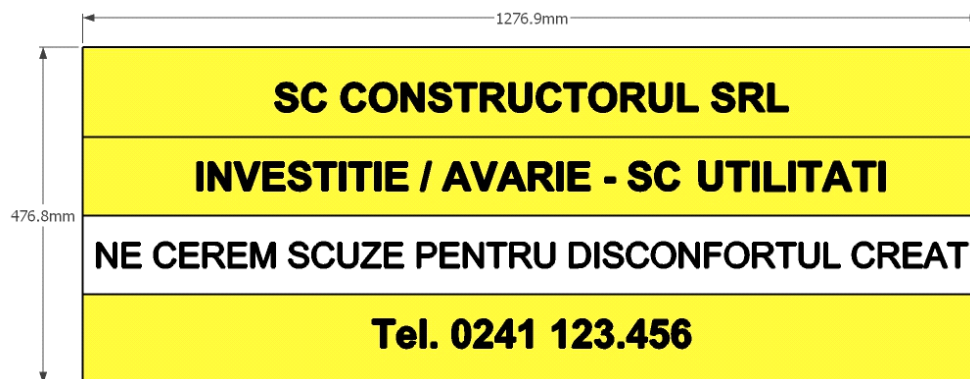 1276.9mm
SC CONSTRUCTORUL SRL
INVESTITIE / AVARIE - SC UTILITATI
476.8mm
NE CEREM SCUZE PENTRU DISCONFORTUL CREAT
Tel. 0241 123.456